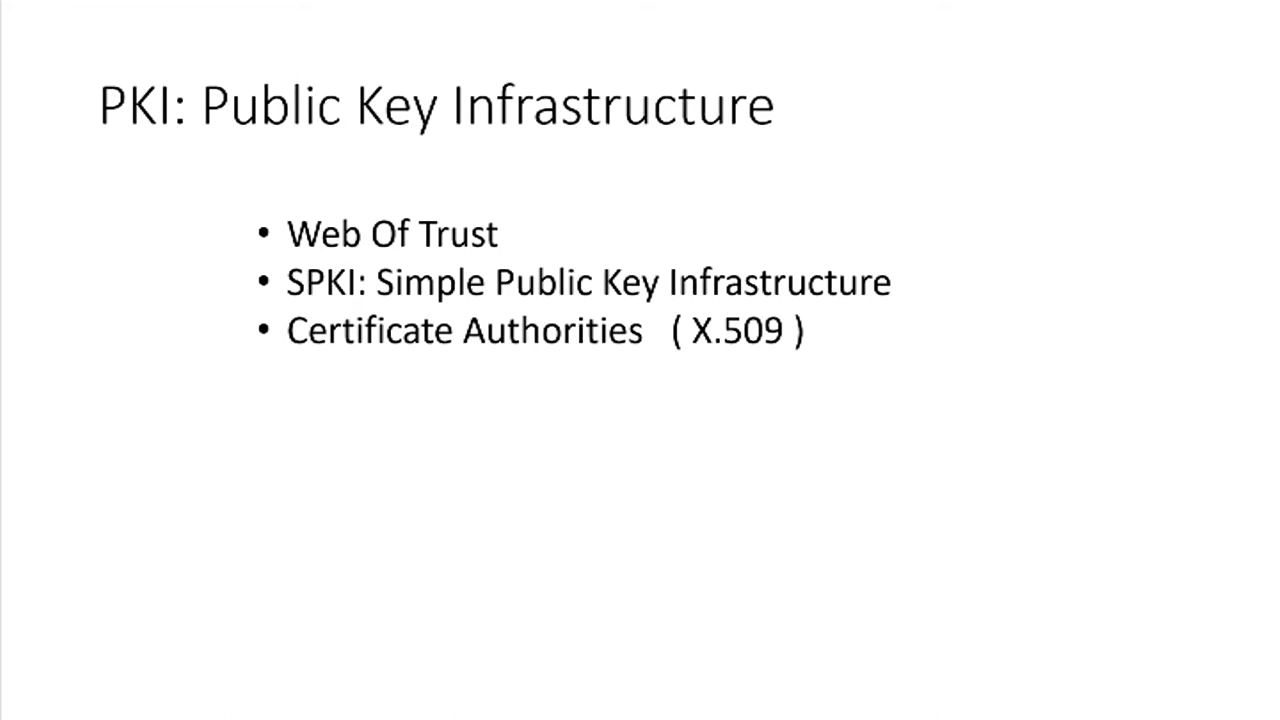 PKI: Public Key Infrastructure
• Web Of Trust
• SPKI: Simple Public Key Infrastructure
• Certificate Authorities ( X.509 )